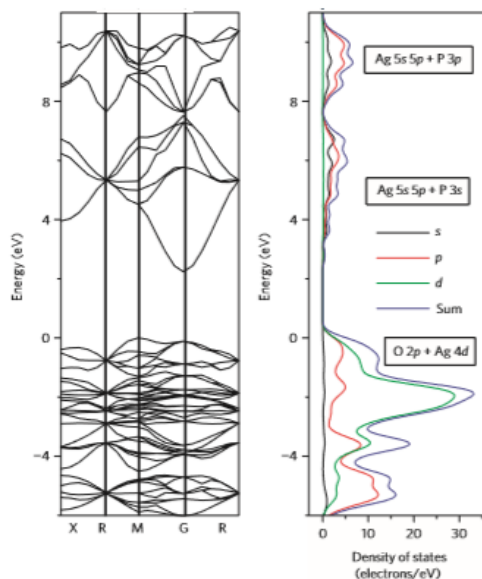 Energy (eV)
8
4
0
−4
X R M G R
Energy (eV)
8
4
0
−4
Ag 5s 5p + P 3p
Ag 5s 5p + P 3s
s
p
d
Sum
O 2p + Ag 4d
0 10 20 30
Density of states
(electrons/eV)